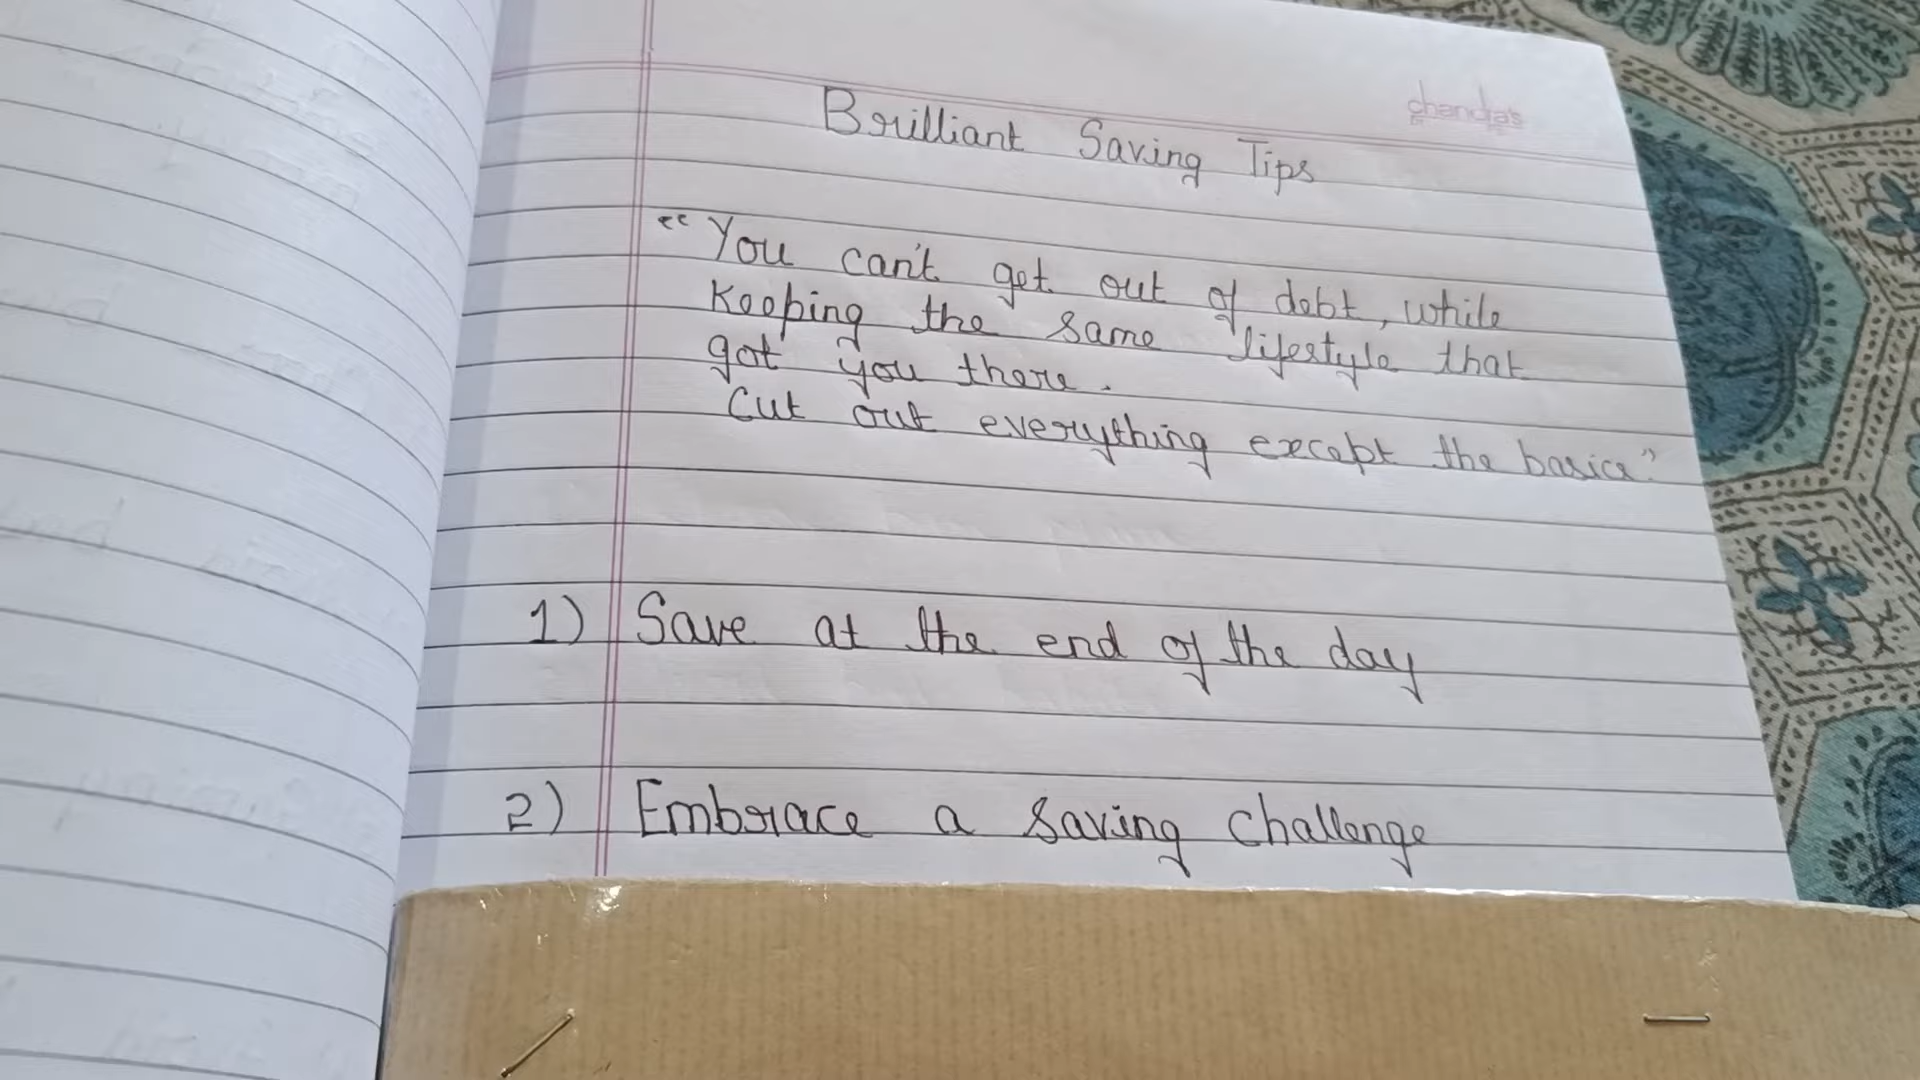 chandra's
Brilliant Saving Tips
“You can't get out of debt, while
Keeping the same lifestyle that
got you there.
Cut out everything except the basics”
1) Save at the end of the day
2) Embrace a saving challenge